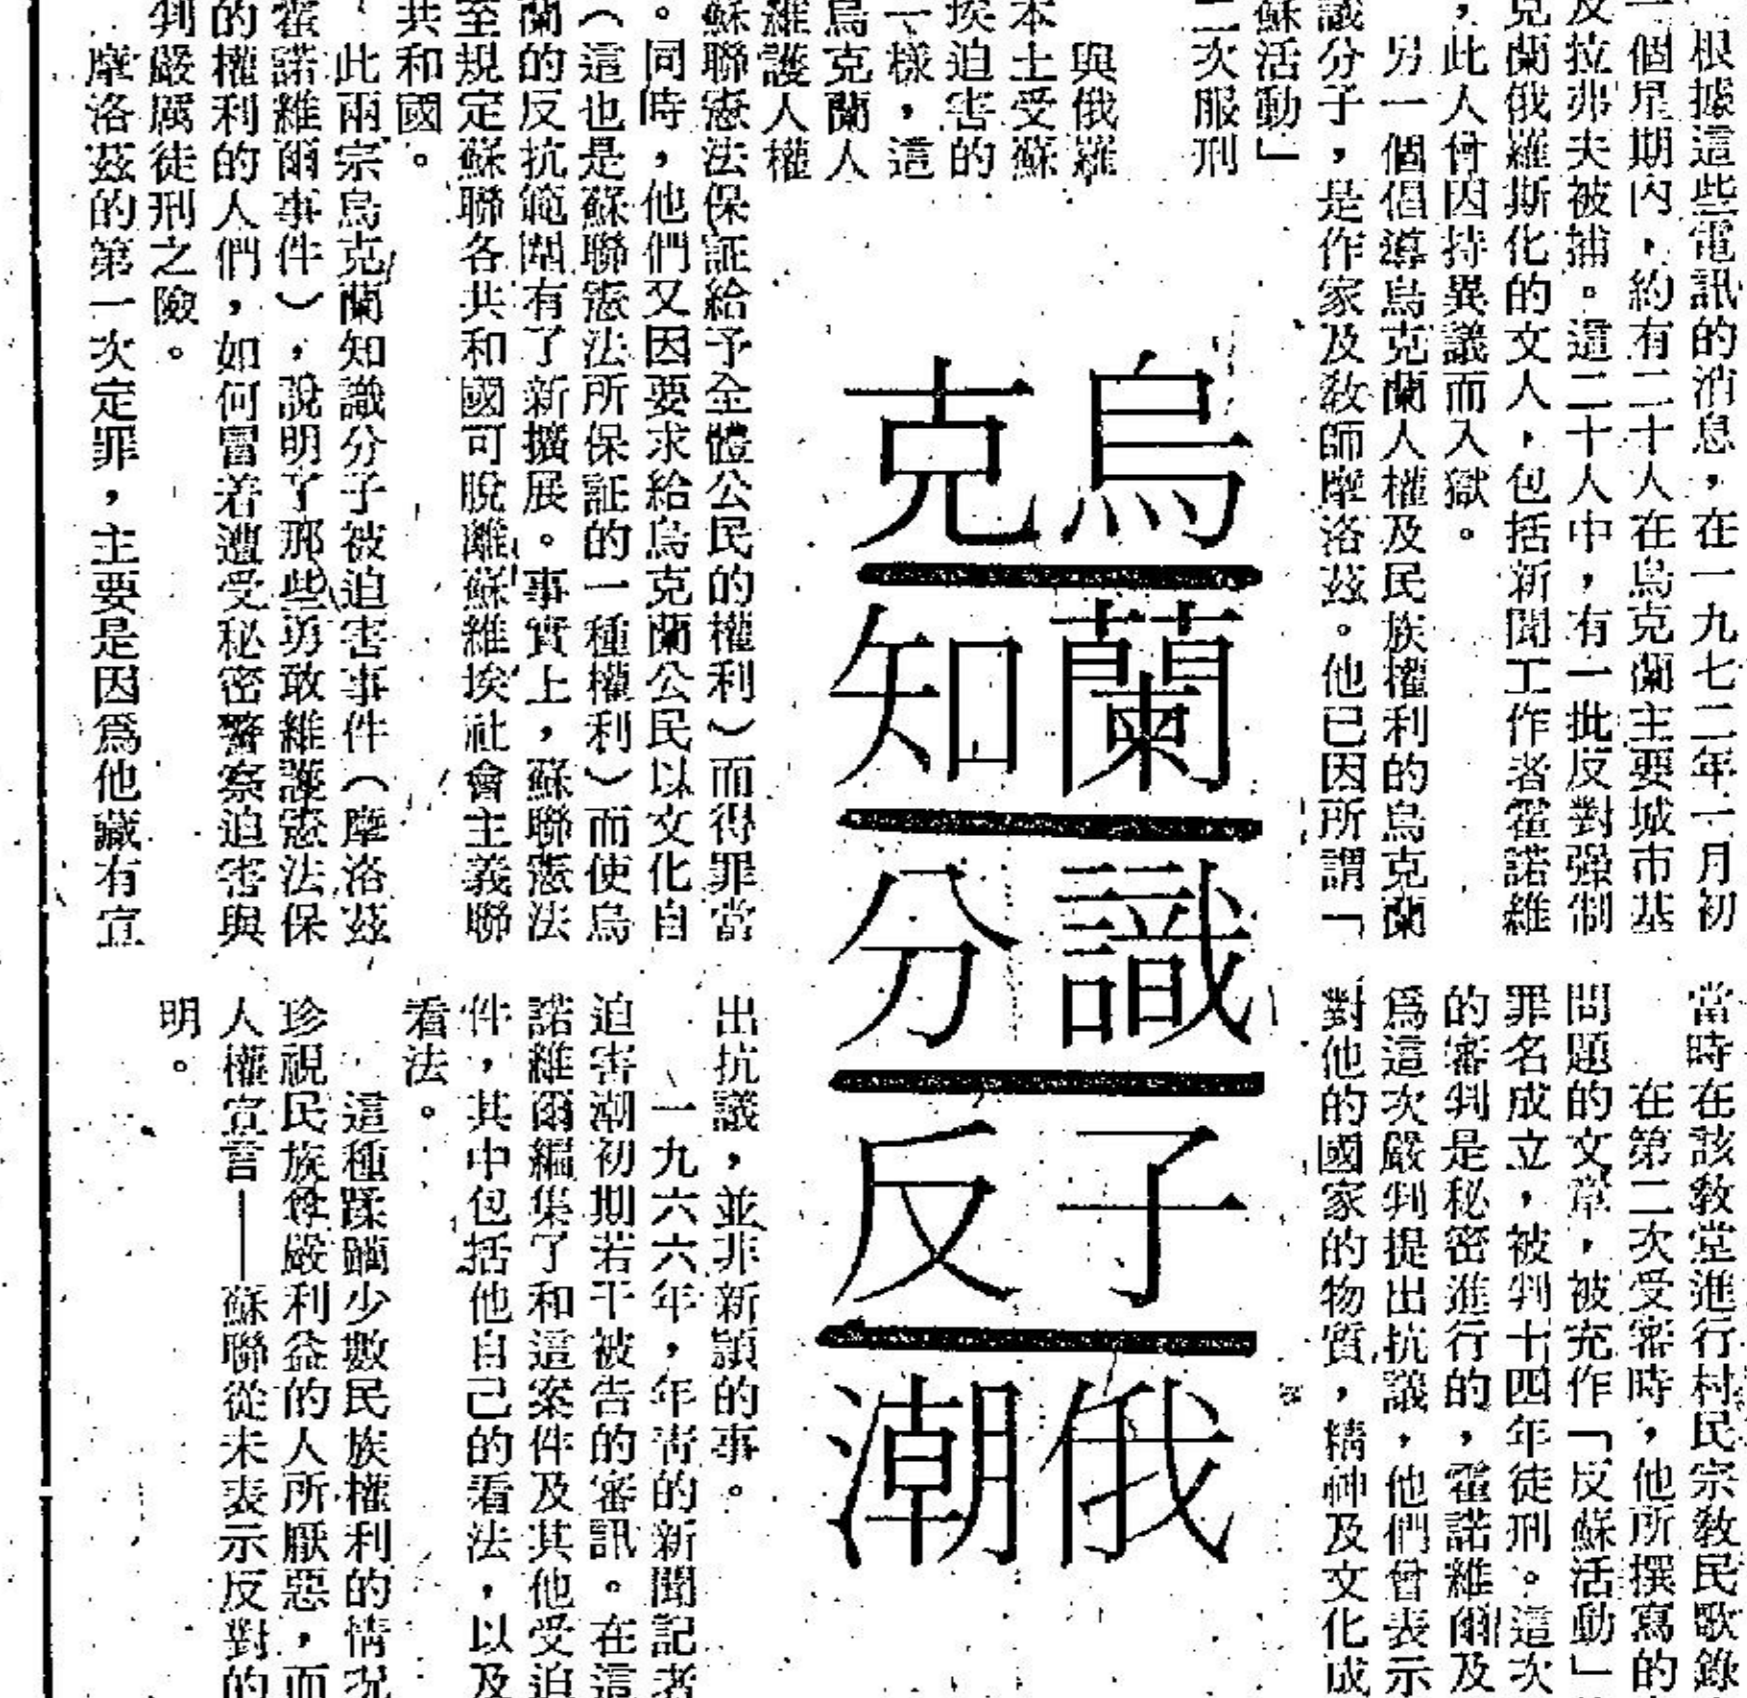 烏克蘭知識分子反俄潮
根據這些電訊的消息，在一九七二年一月初
一個星期內，約有二十人在烏克蘭主要城市基
及拉弗夫被捕。這二十人中，有一批反對强制
克蘭俄羅斯化的文人，包括新聞工作者霍諾維
，此人曾因持異議而入獄。
另一個倡導烏克蘭人權及民族權利的烏克蘭
識分子，是作家及敎師摩洛茲。他已因所謂「
蘇活動」
二次服刑
與俄羅
本土受蘇
埃迫害的
一樣，這
烏克蘭人
維護人權
蘇聯憲法保証給予全體公民的權利）而得罪當
。同時，他們又因要求給烏克蘭公民以文化自
（這也是蘇聯憲法所保証的一種權利）而使烏
蘭的反抗範圍有了新擴展。事實上，蘇聯憲法
至規定蘇聯各共和國可脫離蘇維埃社會主義聯
共和國。
此兩宗烏克蘭知識分子被迫害事件（摩洛茲
霍諾維爾事件），說明了那些勇敢維護憲法保
的權利的人們，如何冒着遭受秘密警察迫害與
判嚴厲徒刑之險。
摩洛茲的第一次定罪，主要是因爲他藏有宣
當時在該敎堂進行村民宗敎民歌錄
在第二次受審時，他所撰寫的
問題的文章，被充作「反蘇活動」
罪名成立，被判十四年徒刑。這次
的審判是秘密進行的，霍諾維爾及
爲這次嚴判提出抗議，他們曾表示
對他的國家的物質，精神及文化成
出抗議，並非新穎的事。
一九六六年，年靑的新聞記者
迫害潮初期若干被告的審訊。在這
諾維爾編集了和這案件及其他受迫
件，其中包括他自己的看法，以及
看法。
這種蹂躪少數民族權利的情況
珍視民族尊嚴利益的人所厭惡，而
人權宣言——蘇聯從未表示反對的
明。